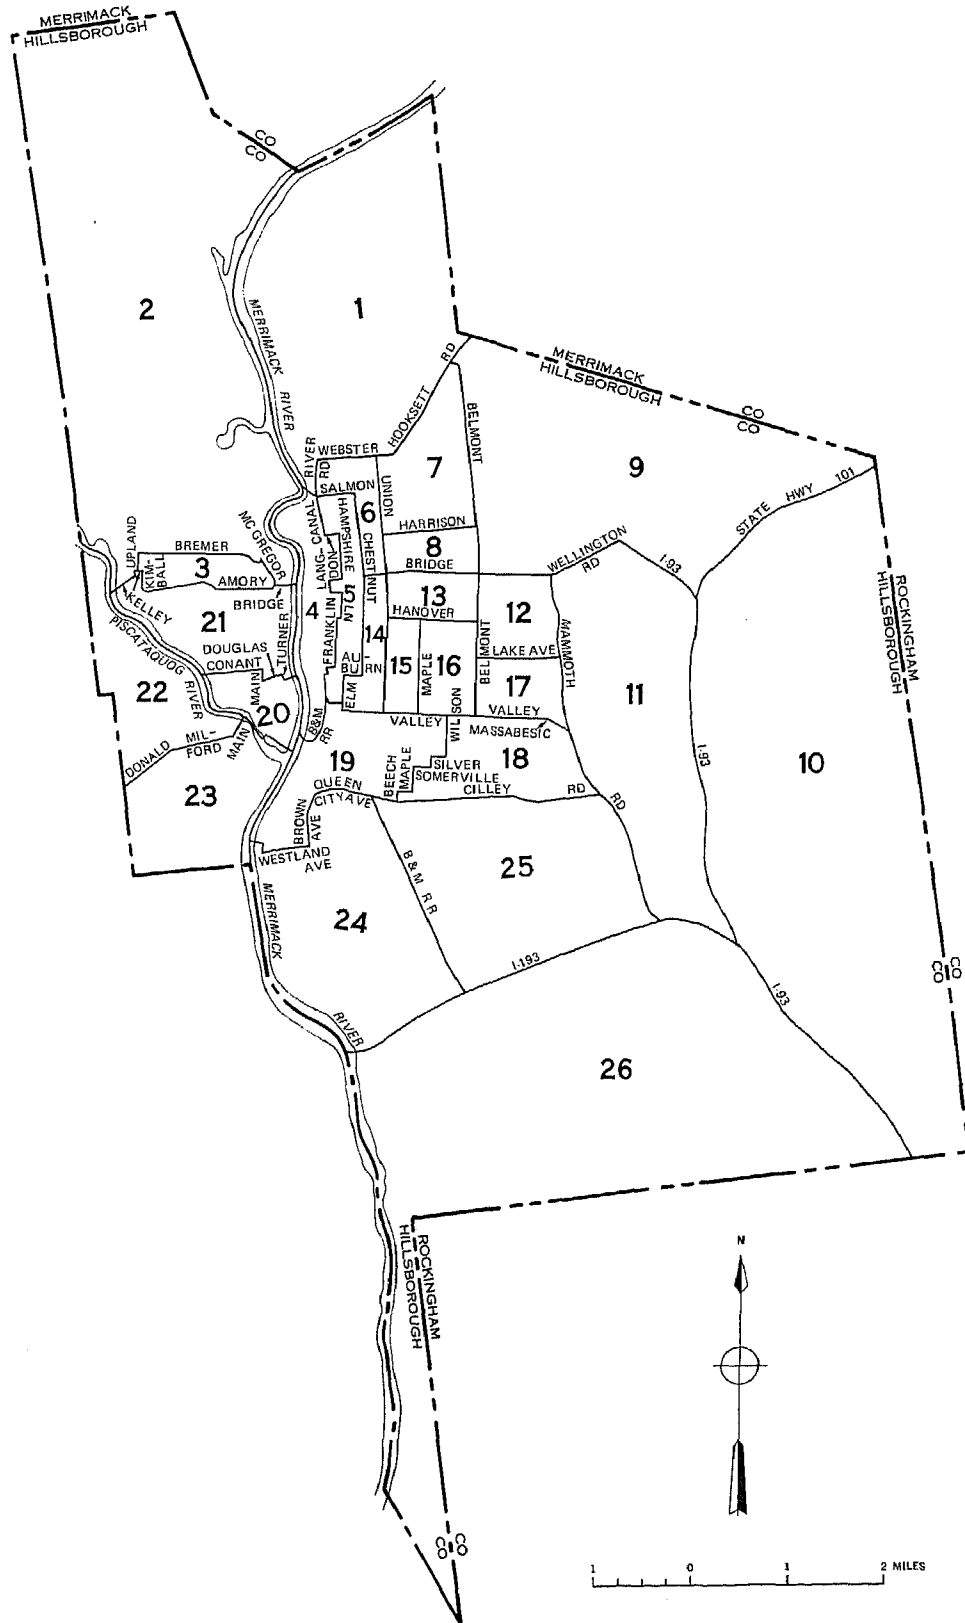 MERRIMACK
HILLSBOROUGH
CO
CO
2
1
MERRIMACK
RIVER
HOOKSETT
RD
MERRIMACK
HILLSBOROUGH
CO
CO
RIVER
RD
WEBSTER
BELMONT
7
9
STATE HWY 101
SALMON
UNION
6
CANAL
HAMPSHIRE
MC GREGOR
HARRISON
8
BRIDGE
WELLINGTON
RD
I-93
UPLAND
BREMER
KIM-
BALL
3
AMORY
BRIDGE
LANG-
DON
CHESTNUT
KELLEY
21
4
5
ELM
13
HANOVER
12
ROCKINGHAM
HILLSBOROUGH
PISCATAQUOG
RIVER
DOUGLAS
CONANT
TURNER
FRANKLIN
14
AU-
BU-
RN
15
MAPLE
16
BELMONT
LAKE AVE
MAMMOTH
11
22
MAIN
20
B&M
RR
ELM
WILSON
17
VALLEY
VALLEY
MASSABESIC
DONALD
MIL-
FORD
MAIN
19
BEECH
MAPLE
SILVER
SOMERVILLE
18
I-93
10
23
QUEEN
CITY AVE
CILLEY
RD
RD
BROWN
AVE
WESTLAND
AVE
B & M R R
25
MERRIMACK
24
I-193
CO
CO
I-93
RIVER
26
ROCKINGHAM
HILLSBOROUGH
N
CO
CO
1 0 1 2 MILES